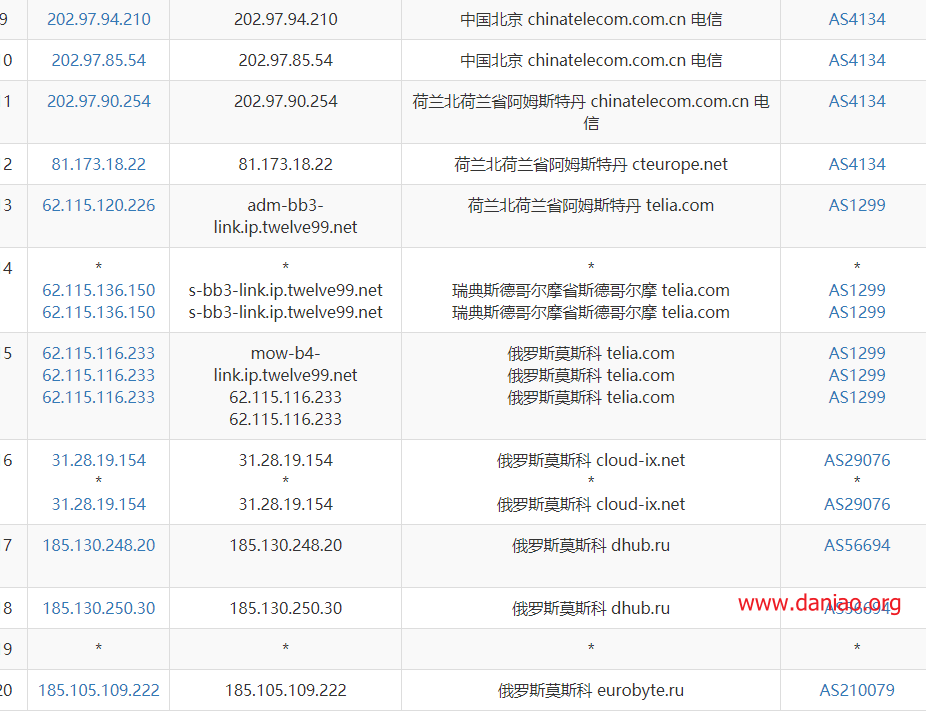 9 202.97.94.210 202.97.94.210 中国北京 chinatelecom.com.cn 电信 AS4134
0 202.97.85.54 202.97.85.54 中国北京 chinatelecom.com.cn 电信 AS4134
1 202.97.90.254 202.97.90.254 荷兰北荷兰省阿姆斯特丹 chinatelecom.com.cn 电 AS4134
信
2 81.173.18.22 81.173.18.22 荷兰北荷兰省阿姆斯特丹 cteurope.net AS4134
3 62.115.120.226 adm-bb3- 荷兰北荷兰省阿姆斯特丹 telia.com AS1299
link.ip.twelve99.net
4 * * * *
62.115.136.150 s-bb3-link.ip.twelve99.net 瑞典斯德哥尔摩省斯德哥尔摩 telia.com AS1299
62.115.136.150 s-bb3-link.ip.twelve99.net 瑞典斯德哥尔摩省斯德哥尔摩 telia.com AS1299
5 62.115.116.233 mow-b4- 俄罗斯莫斯科 telia.com AS1299
62.115.116.233 link.ip.twelve99.net 俄罗斯莫斯科 telia.com AS1299
62.115.116.233 62.115.116.233 俄罗斯莫斯科 telia.com AS1299
62.115.116.233
6 31.28.19.154 31.28.19.154 俄罗斯莫斯科 cloud-ix.net AS29076
* * * *
31.28.19.154 31.28.19.154 俄罗斯莫斯科 cloud-ix.net AS29076
7 185.130.248.20 185.130.248.20 俄罗斯莫斯科 dhub.ru AS56694
www.daniao.org
8 185.130.250.30 185.130.250.30 俄罗斯莫斯科 dhub.ru AS56694
9 * * * *
20 185.105.109.222 185.105.109.222 俄罗斯莫斯科 eurobyte.ru AS210079